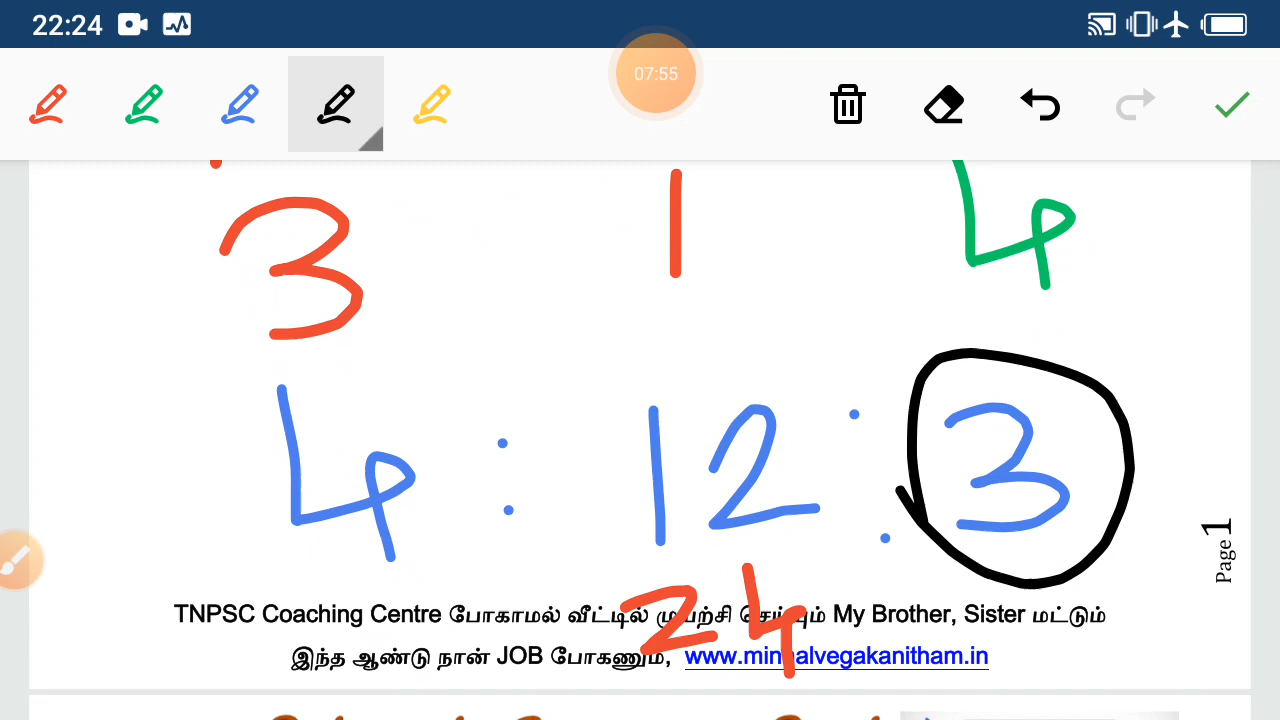 22:24
07:55
3 1 4
4 : 12 : 3
24
TNPSC Coaching Centre போகாமல் வீட்டில் முயற்சி செய்யும் My Brother, Sister மட்டும்
இந்த ஆண்டு நான் JOB போகணும், www.minnalvegakanitham.in
Page 1